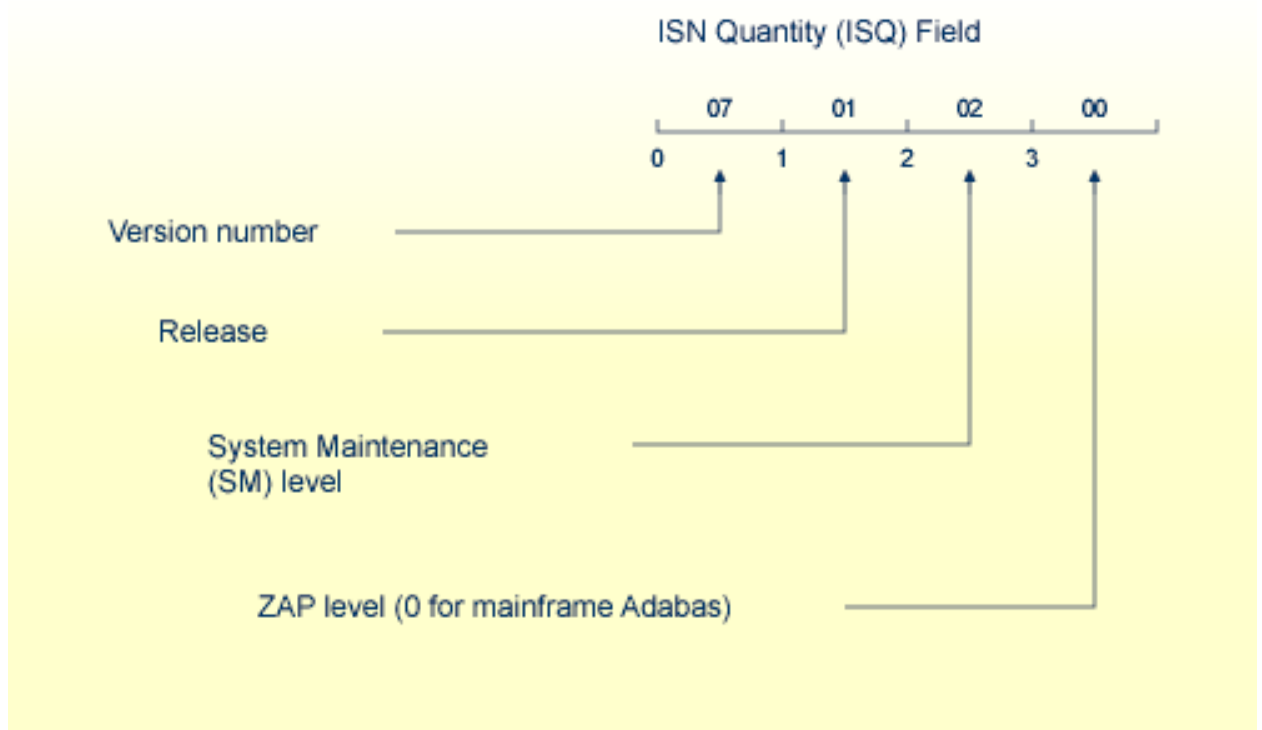 ISN Quantity (ISQ) Field
07 01 02 00
0 1 2 3
Version number
Release
System Maintenance
(SM) level
ZAP level (0 for mainframe Adabas)